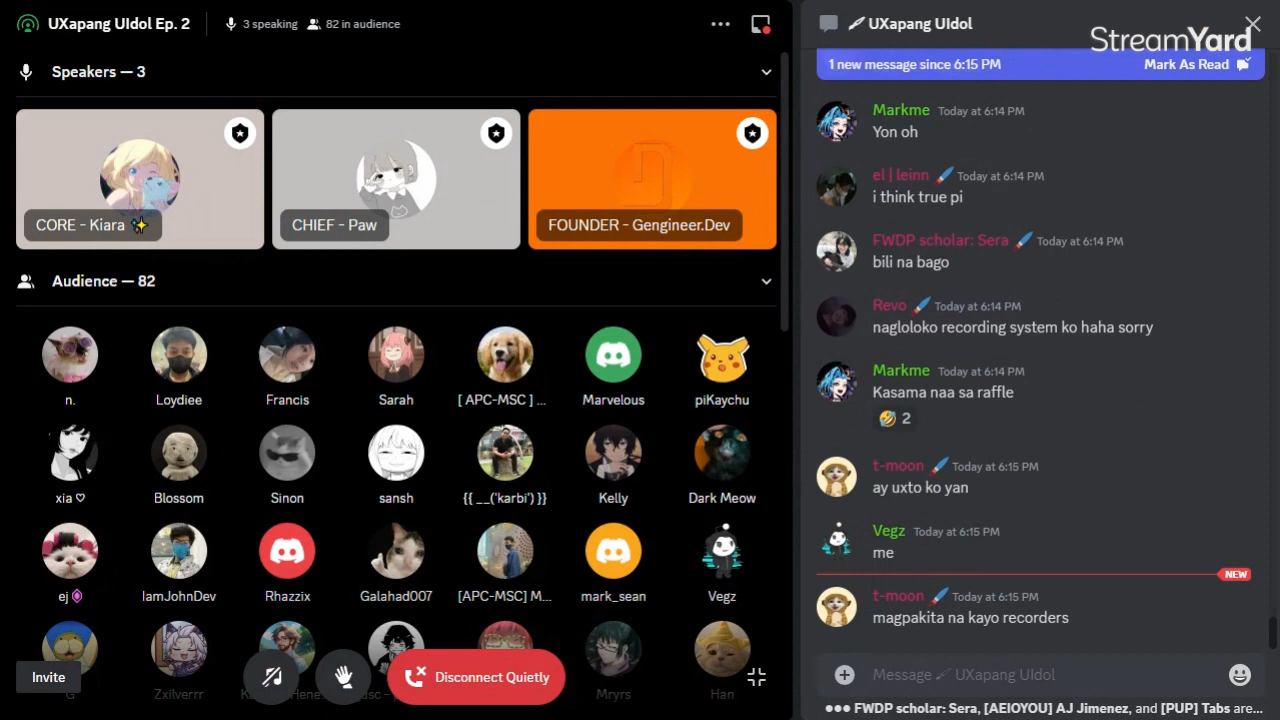 UXapang UIdol Ep. 2
3 speaking
82 in audience
Speakers — 3
CORE - Kiara ✨
CHIEF - Paw
FOUNDER - Gengineer.Dev
Audience — 82
n.
Loydiee
Francis
Sarah
[ APC-MSC ] ...
Marvelous
piKaychu
xia ♡
Blossom
Sinon
sansh
{{ __('karbi') }}
Kelly
Dark Meow
ej
IamJohnDev
Rhazzix
Galahad007
[APC-MSC] M...
mark_sean
Vegz
Zxilverrr
Mryrs
Han
Invite
Disconnect Quietly
UXapang UIdol
StreamYard
1 new message since 6:15 PM
Mark As Read
Markme Today at 6:14 PM
Yon oh
el | leinn Today at 6:14 PM
i think true pi
FWDP scholar: Sera Today at 6:14 PM
bili na bago
Revo Today at 6:14 PM
nagloloko recording system ko haha sorry
Markme Today at 6:14 PM
Kasama naa sa raffle
🤣 2
t-moon Today at 6:15 PM
ay uxto ko yan
Vegz Today at 6:15 PM
me
NEW
t-moon Today at 6:15 PM
magpakita na kayo recorders
Message UXapang UIdol
FWDP scholar: Sera, [AEIOYOU] AJ Jimenez, and [PUP] Tabs are...